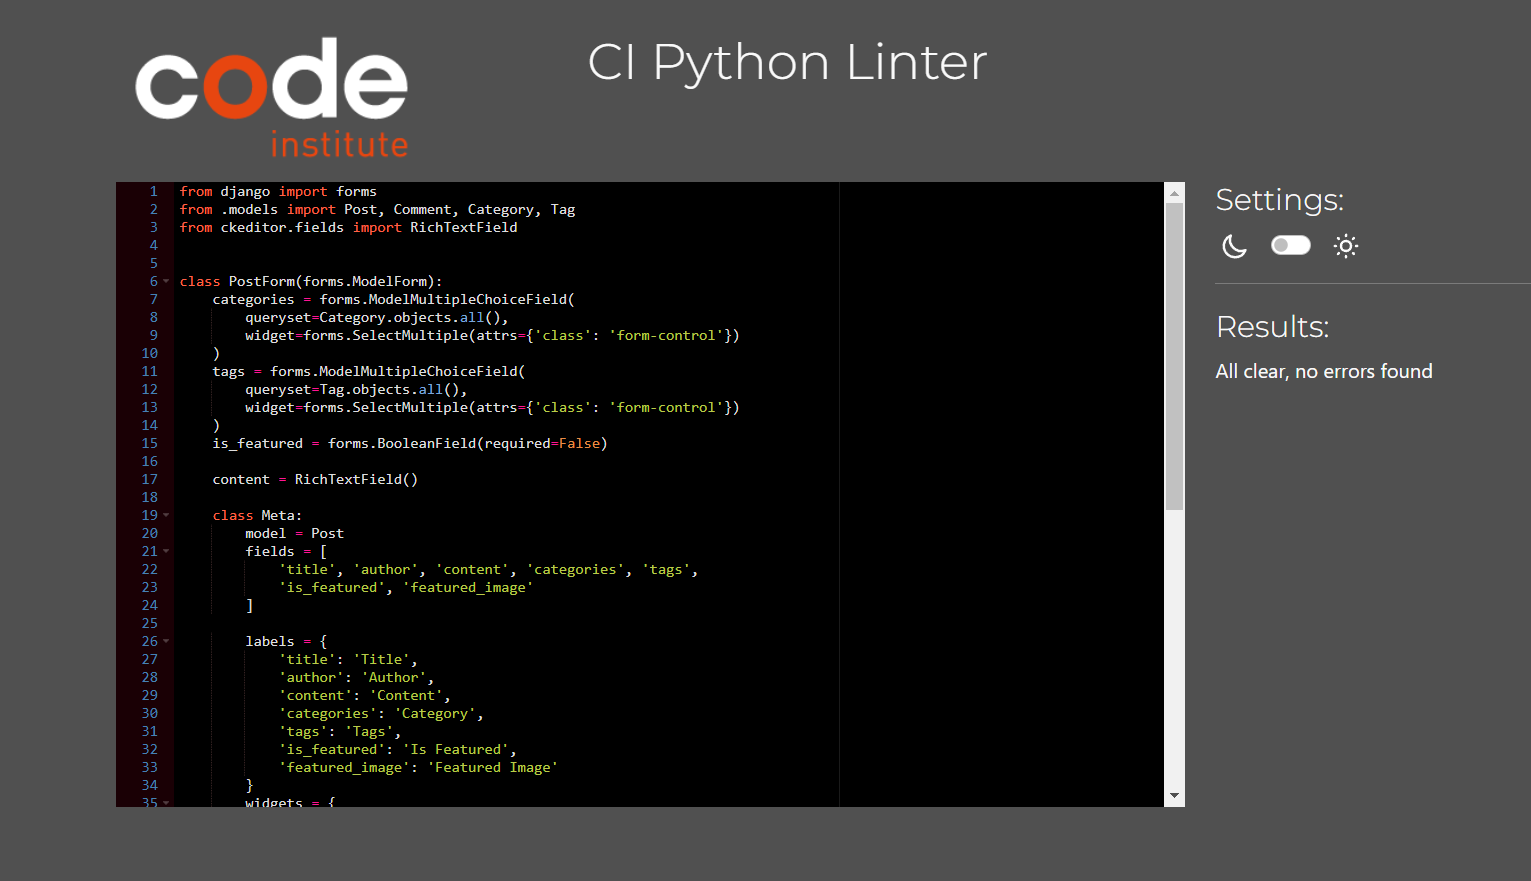 code
institute
CI Python Linter
1 from django import forms
2 from .models import Post, Comment, Category, Tag
3 from ckeditor.fields import RichTextField
4
5
6 class PostForm(forms.ModelForm):
7     categories = forms.ModelMultipleChoiceField(
8         queryset=Category.objects.all(),
9         widget=forms.SelectMultiple(attrs={'class': 'form-control'})
10     )
11     tags = forms.ModelMultipleChoiceField(
12         queryset=Tag.objects.all(),
13         widget=forms.SelectMultiple(attrs={'class': 'form-control'})
14     )
15     is_featured = forms.BooleanField(required=False)
16
17     content = RichTextField()
18
19     class Meta:
20         model = Post
21         fields = [
22             'title', 'author', 'content', 'categories', 'tags',
23             'is_featured', 'featured_image'
24         ]
25
26         labels = {
27             'title': 'Title',
28             'author': 'Author',
29             'content': 'Content',
30             'categories': 'Category',
31             'tags': 'Tags',
32             'is_featured': 'Is Featured',
33             'featured_image': 'Featured Image'
34         }
35         widgets = {
Settings:
Results:
All clear, no errors found